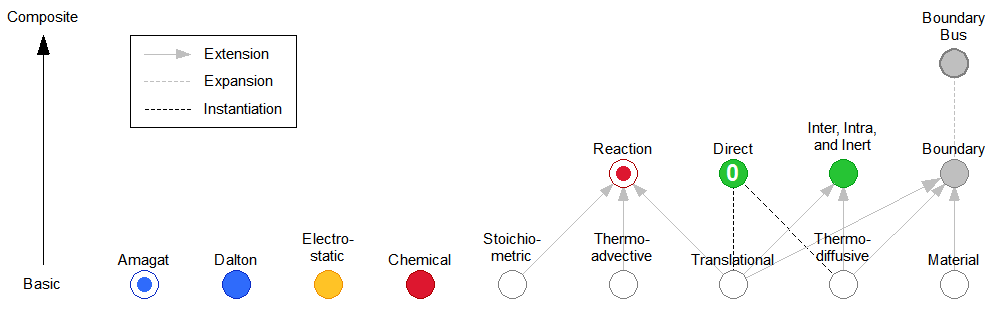 Composite
Boundary
Bus
Extension
Expansion
Instantiation
Inter, Intra,
and Inert
Reaction
Direct
Boundary
0
Electro-
static
Stoichio-
metric
Thermo-
advective
Thermo-
diffusive
Amagat
Dalton
Chemical
Translational
Material
Basic